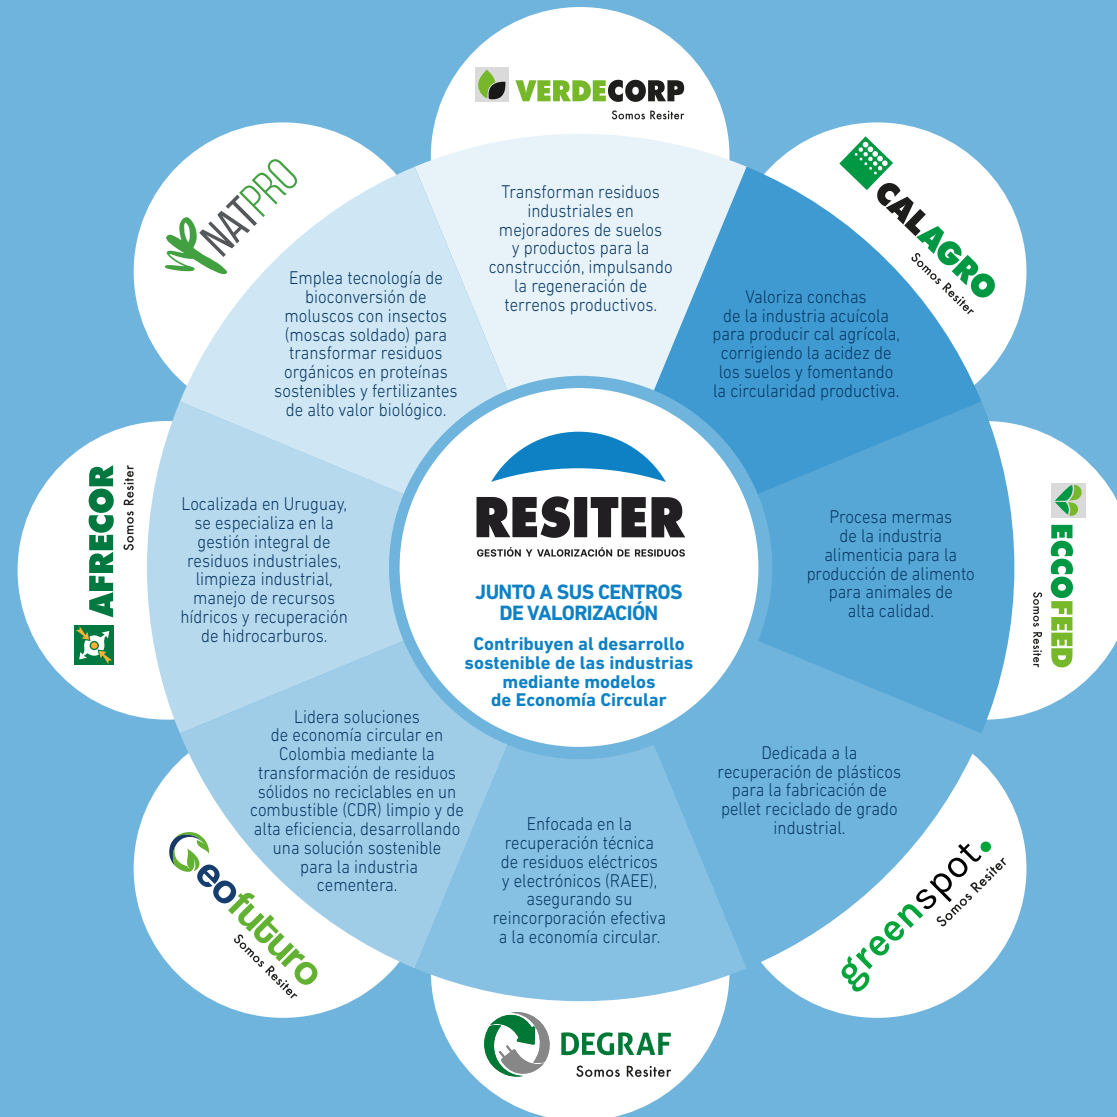 VERDECORP
Somos Resiter
Transforman residuos
industriales en
mejoradores de suelos
y productos para la
construcción, impulsando
la regeneración de
terrenos productivos.
CALAGRO
Somos Resiter
Valoriza conchas
de la industria acuícola
para producir cal agrícola,
corrigiendo la acidez de
los suelos y fomentando
la circularidad productiva.
ECCOFEED
Somos Resiter
Procesa mermas
de la industria
alimenticia para la
producción de alimento
para animales de
alta calidad.
greenspot.
Somos Resiter
Dedicada a la
recuperación de plásticos
para la fabricación de
pellet reciclado de grado
industrial.
DEGRAF
Somos Resiter
Enfocada en la
recuperación técnica
de residuos eléctricos
y electrónicos (RAEE),
asegurando su
reincorporación efectiva
a la economía circular.
Geofuturo
Somos Resiter
Lidera soluciones
de economía circular en
Colombia mediante la
transformación de residuos
sólidos no reciclables en un
combustible (CDR) limpio y de
alta eficiencia, desarrollando
una solución sostenible
para la industria
cementera.
AFRECOR
Somos Resiter
Localizada en Uruguay,
se especializa en la
gestión integral de
residuos industriales,
limpieza industrial,
manejo de recursos
hídricos y recuperación
de hidrocarburos.
NATPRO
Emplea tecnología de
bioconversión de
moluscos con insectos
(moscas soldado) para
transformar residuos
orgánicos en proteínas
sostenibles y fertilizantes
de alto valor biológico.
RESITER
GESTIÓN Y VALORIZACIÓN DE RESIDUOS
JUNTO A SUS CENTROS
DE VALORIZACIÓN
Contribuyen al desarrollo
sostenible de las industrias
mediante modelos
de Economía Circular